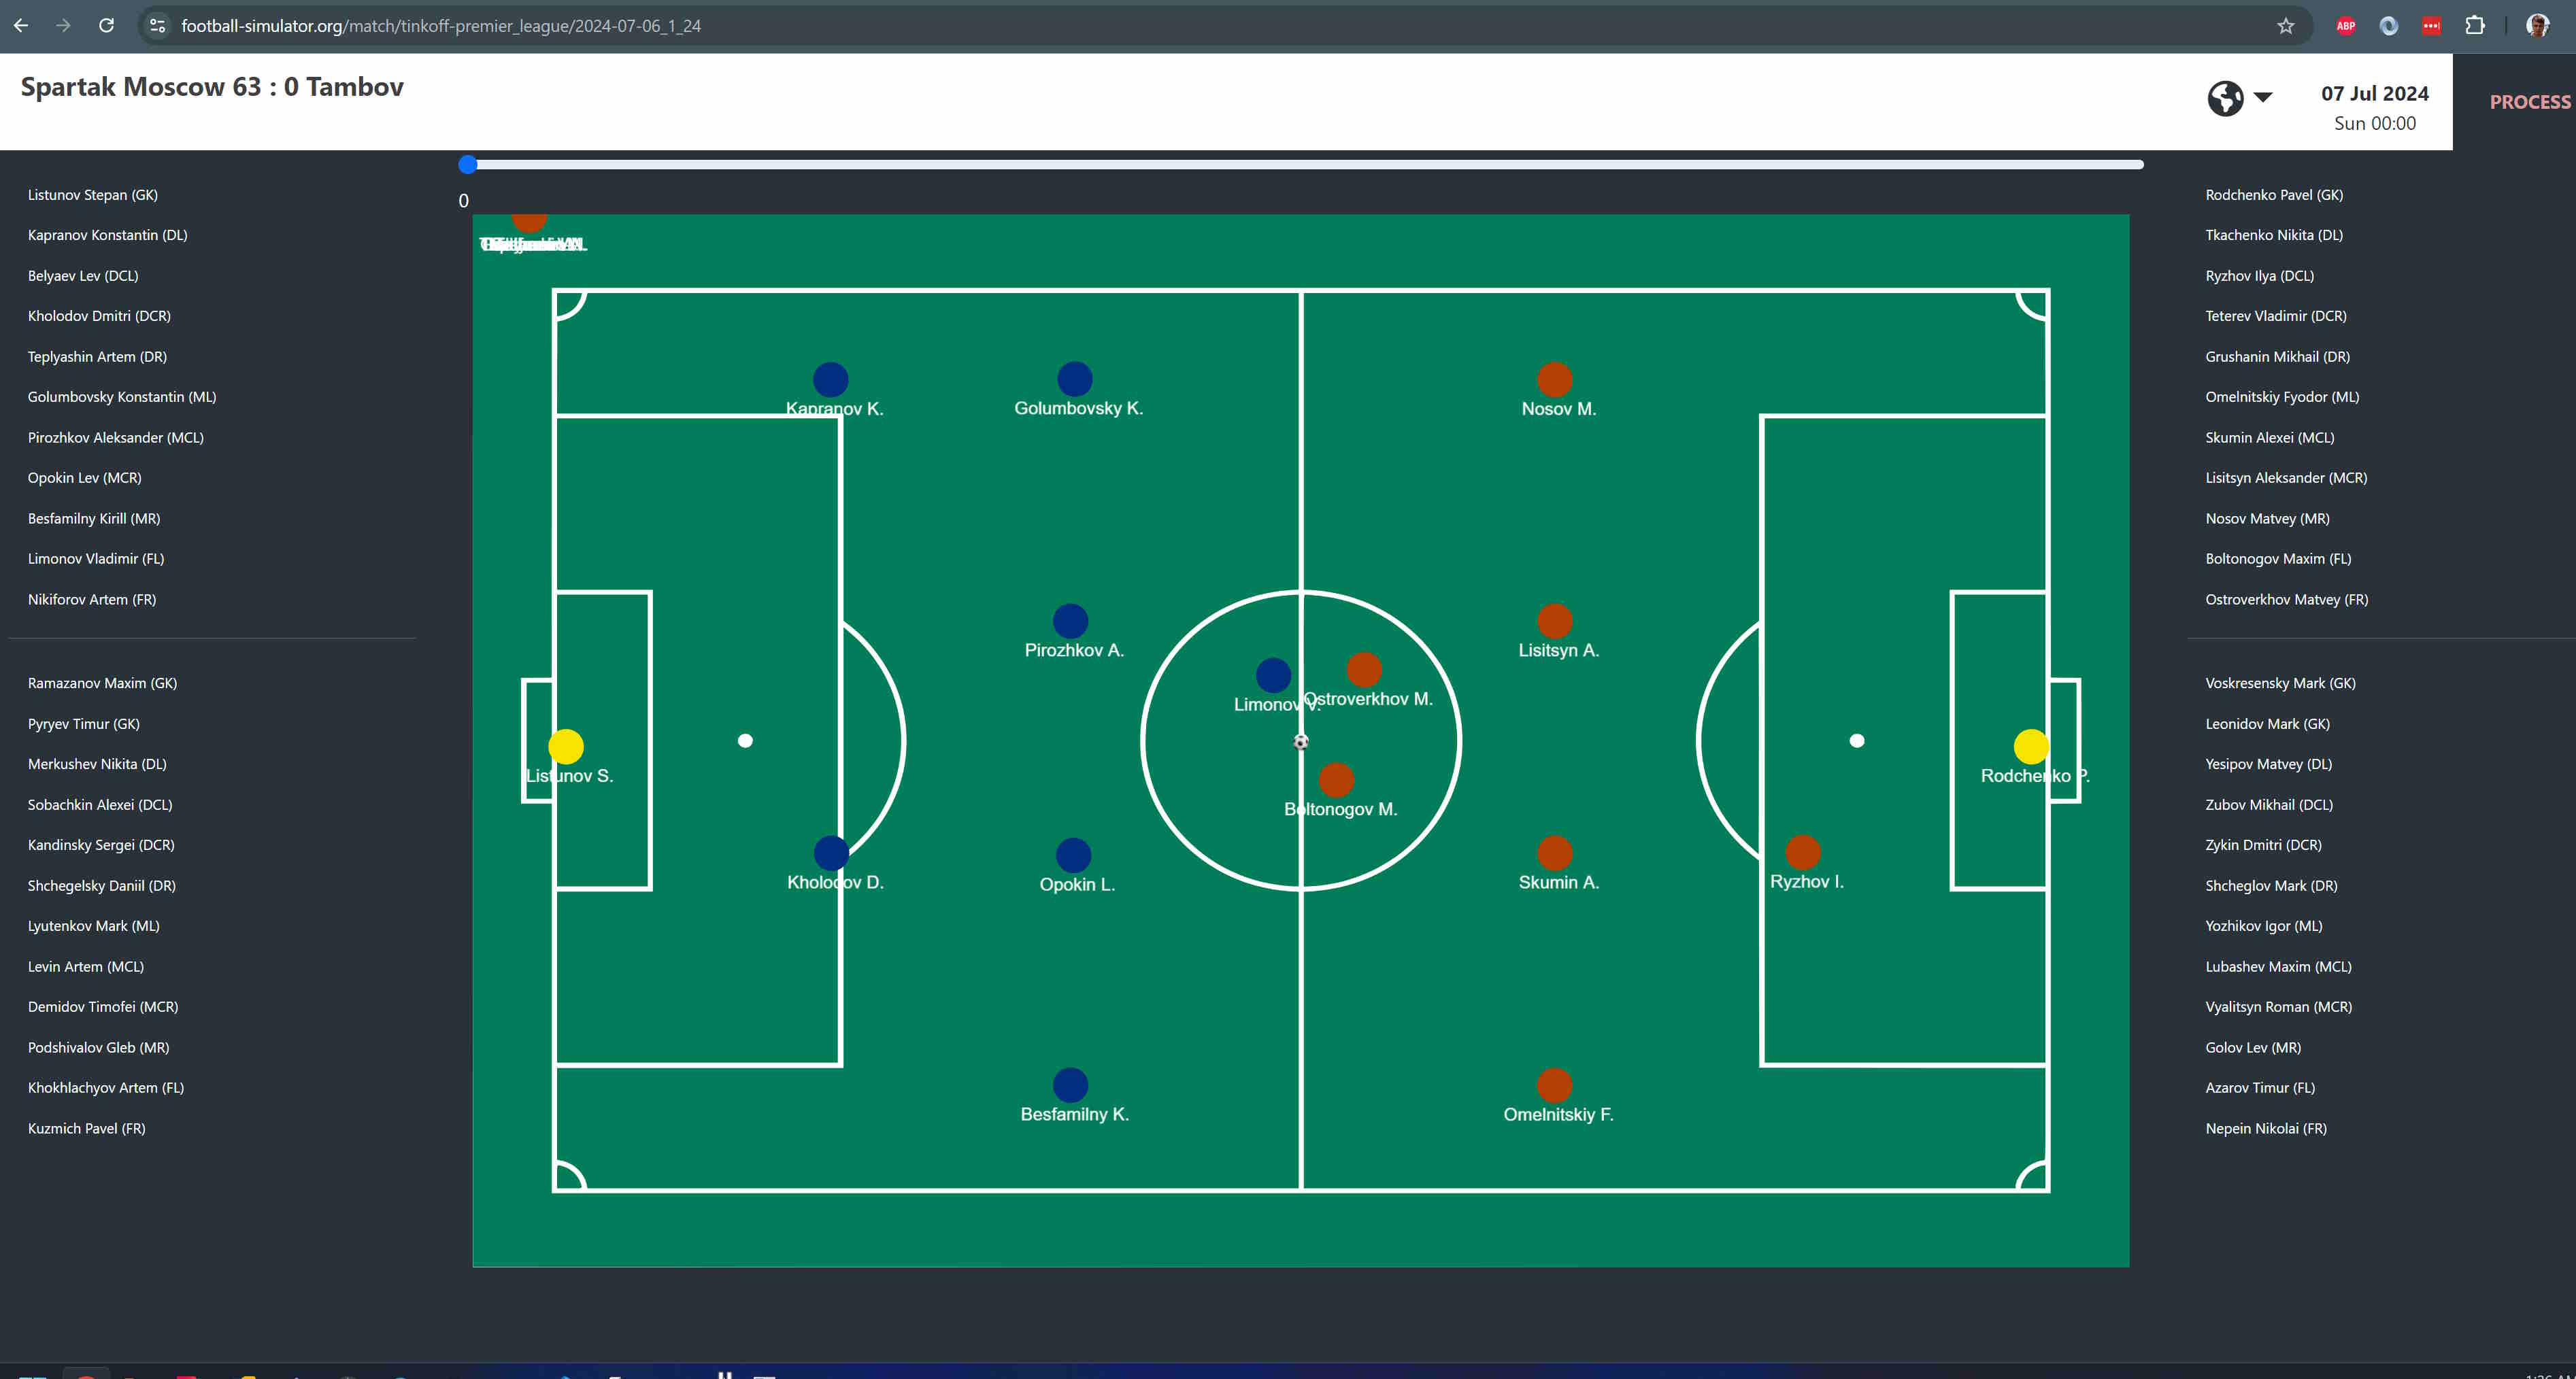 football-simulator.org/match/tinkoff-premier_league/2024-07-06_1_24
ABP
Spartak Moscow 63 : 0 Tambov
07 Jul 2024
Sun 00:00
PROCESS
0
Listunov Stepan (GK)
Kapranov Konstantin (DL)
Belyaev Lev (DCL)
Kholodov Dmitri (DCR)
Teplyashin Artem (DR)
Golumbovsky Konstantin (ML)
Pirozhkov Aleksander (MCL)
Opokin Lev (MCR)
Besfamilny Kirill (MR)
Limonov Vladimir (FL)
Nikiforov Artem (FR)
Ramazanov Maxim (GK)
Pyryev Timur (GK)
Merkushev Nikita (DL)
Sobachkin Alexei (DCL)
Kandinsky Sergei (DCR)
Shchegelsky Daniil (DR)
Lyutenkov Mark (ML)
Levin Artem (MCL)
Demidov Timofei (MCR)
Podshivalov Gleb (MR)
Khokhlachyov Artem (FL)
Kuzmich Pavel (FR)
Kapranov K.
Golumbovsky K.
Nosov M.
Pirozhkov A.
Lisitsyn A.
Limonov V.
Ostroverkhov M.
Listunov S.
Rodchenko P.
Boltonogov M.
Kholodov D.
Opokin L.
Skumin A.
Ryzhov I.
Besfamilny K.
Omelnitskiy F.
Rodchenko Pavel (GK)
Tkachenko Nikita (DL)
Ryzhov Ilya (DCL)
Teterev Vladimir (DCR)
Grushanin Mikhail (DR)
Omelnitskiy Fyodor (ML)
Skumin Alexei (MCL)
Lisitsyn Aleksander (MCR)
Nosov Matvey (MR)
Boltonogov Maxim (FL)
Ostroverkhov Matvey (FR)
Voskresensky Mark (GK)
Leonidov Mark (GK)
Yesipov Matvey (DL)
Zubov Mikhail (DCL)
Zykin Dmitri (DCR)
Shcheglov Mark (DR)
Yozhikov Igor (ML)
Lubashev Maxim (MCL)
Vyalitsyn Roman (MCR)
Golov Lev (MR)
Azarov Timur (FL)
Nepein Nikolai (FR)